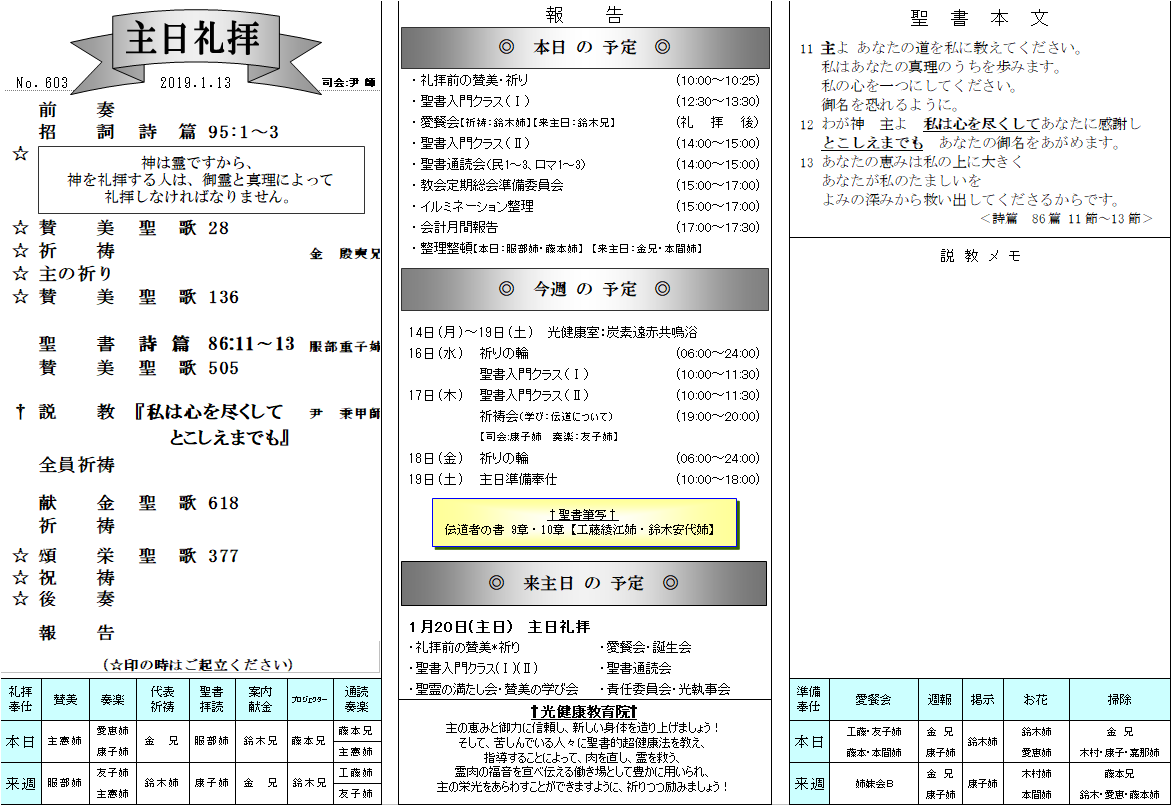 主日礼拝
No. 603
2019.1.13
司会:尹 師
前 奏
招 詞 詩 篇 95:1～3
☆
神は霊ですから、
神を礼拝する人は、御霊と真理によって
礼拝しなければなりません。
☆ 賛 美 聖 歌 28
☆ 祈 祷 金 殷奭兄
☆ 主の祈り
☆ 賛 美 聖 歌 136
聖 書 詩 篇 86:11～13 服部重子姉
賛 美 聖 歌 505
† 説 教 『私は心を尽くして 尹 秉甲師
とこしえまでも』
全員祈祷
献 金 聖 歌 618
祈 祷
☆ 頌 栄 聖 歌 377
☆ 祝 祷
☆ 後 奏
報 告
(☆印の時はご起立ください)
礼拝奉仕 賛美 奏楽 代表祈祷 聖書拝読 案内献金 プロジェクター 通読奏楽
本日 主憲姉 愛恵姉 康子姉 金 兄 服部姉 鈴木兄 藤本兄 藤本兄 主憲姉
来週 服部姉 友子姉 主憲姉 鈴木姉 康子姉 金 兄 鈴木兄 工藤姉 友子姉
報 告
◎ 本日 の 予定 ◎
・礼拝前の賛美・祈り (10:00～10:25)
・聖書入門クラス(Ⅰ) (12:30～13:30)
・愛餐会【祈祷:鈴木姉】【来主日:鈴木兄】 (礼 拝 後)
・聖書入門クラス(Ⅱ) (14:00～15:00)
・聖書通読会(民1～3、ロマ1～3) (14:00～15:00)
・教会定期総会準備委員会 (15:00～17:00)
・イルミネーション整理 (15:00～17:00)
・会計月間報告 (17:00～17:30)
・整理整頓【本日:服部姉・藤本姉】 【来主日:金兄・本間姉】
◎ 今週 の 予定 ◎
14日(月)～19日(土) 光健康室:炭素遠赤共鳴浴
16日(水) 祈りの輪 (06:00～24:00)
聖書入門クラス(Ⅰ) (10:00～11:30)
17日(木) 聖書入門クラス(Ⅱ) (10:00～11:30)
祈祷会(学び:伝道について) (19:00～20:00)
【司会:康子姉 奏楽:友子姉】
18日(金) 祈りの輪 (06:00～24:00)
19日(土) 主日準備奉仕 (10:00～18:00)
†聖書筆写†
伝道者の書 9章・10章【工藤綾江姉・鈴木安代姉】
◎ 来主日 の 予定 ◎
1月20日(主日) 主日礼拝
・礼拝前の賛美*祈り ・愛餐会・誕生会
・聖書入門クラス(Ⅰ)(Ⅱ) ・聖書通読会
・聖霊の満たし会・賛美の学び会 ・責任委員会・光執事会
†光健康教育院†
主の恵みと御力に信頼し、新しい身体を造り上げましょう!
そして、苦しんでいる人々に聖書的超健康法を教え、
指導することによって、肉を直し、霊を救う、
霊肉の福音を宣べ伝える働き場として豊かに用いられ、
主の栄光をあらわすことができますように、祈りつつ励みましょう!
聖 書 本 文
11 主よ あなたの道を私に教えてください。
私はあなたの真理のうちを歩みます。
私の心を一つにしてください。
御名を恐れるように。
12 わが神 主よ 私は心を尽くしてあなたに感謝し
とこしえまでも あなたの御名をあがめます。
13 あなたの恵みは私の上に大きく
あなたが私のたましいを
よみの深みから救い出してくださるからです。
＜詩篇 86篇 11節～13節＞
説 教 メ モ
準備奉仕 愛餐会 週報 掲示 お花 掃除
本日 工藤・友子姉 藤本・本間姉 金 兄 康子姉 鈴木姉 鈴木姉 愛恵姉 金 兄 木村・康子・嘉那姉
来週 姉妹会B 金 兄 康子姉 康子姉 木村姉 本間姉 藤本兄 鈴木・愛恵・藤本姉